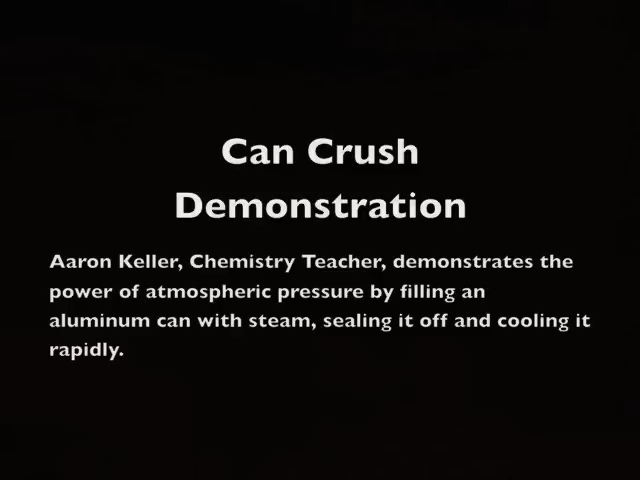 Can Crush
Demonstration
Aaron Keller, Chemistry Teacher, demonstrates the
power of atmospheric pressure by filling an
aluminum can with steam, sealing it off and cooling it
rapidly.